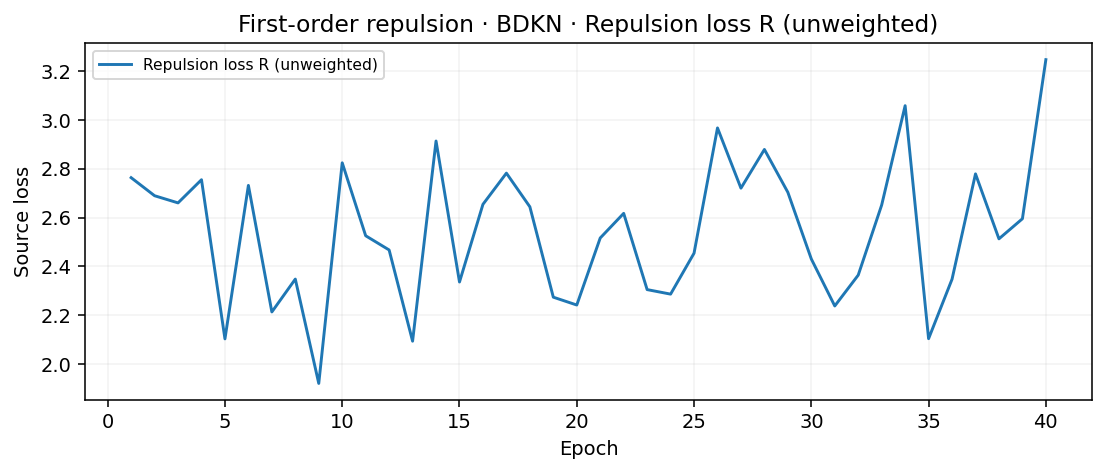 First-order repulsion · BDKN · Repulsion loss R (unweighted)
Repulsion loss R (unweighted)
Source loss
3.2
3.0
2.8
2.6
2.4
2.2
2.0
0 5 10 15 20 25 30 35 40
Epoch